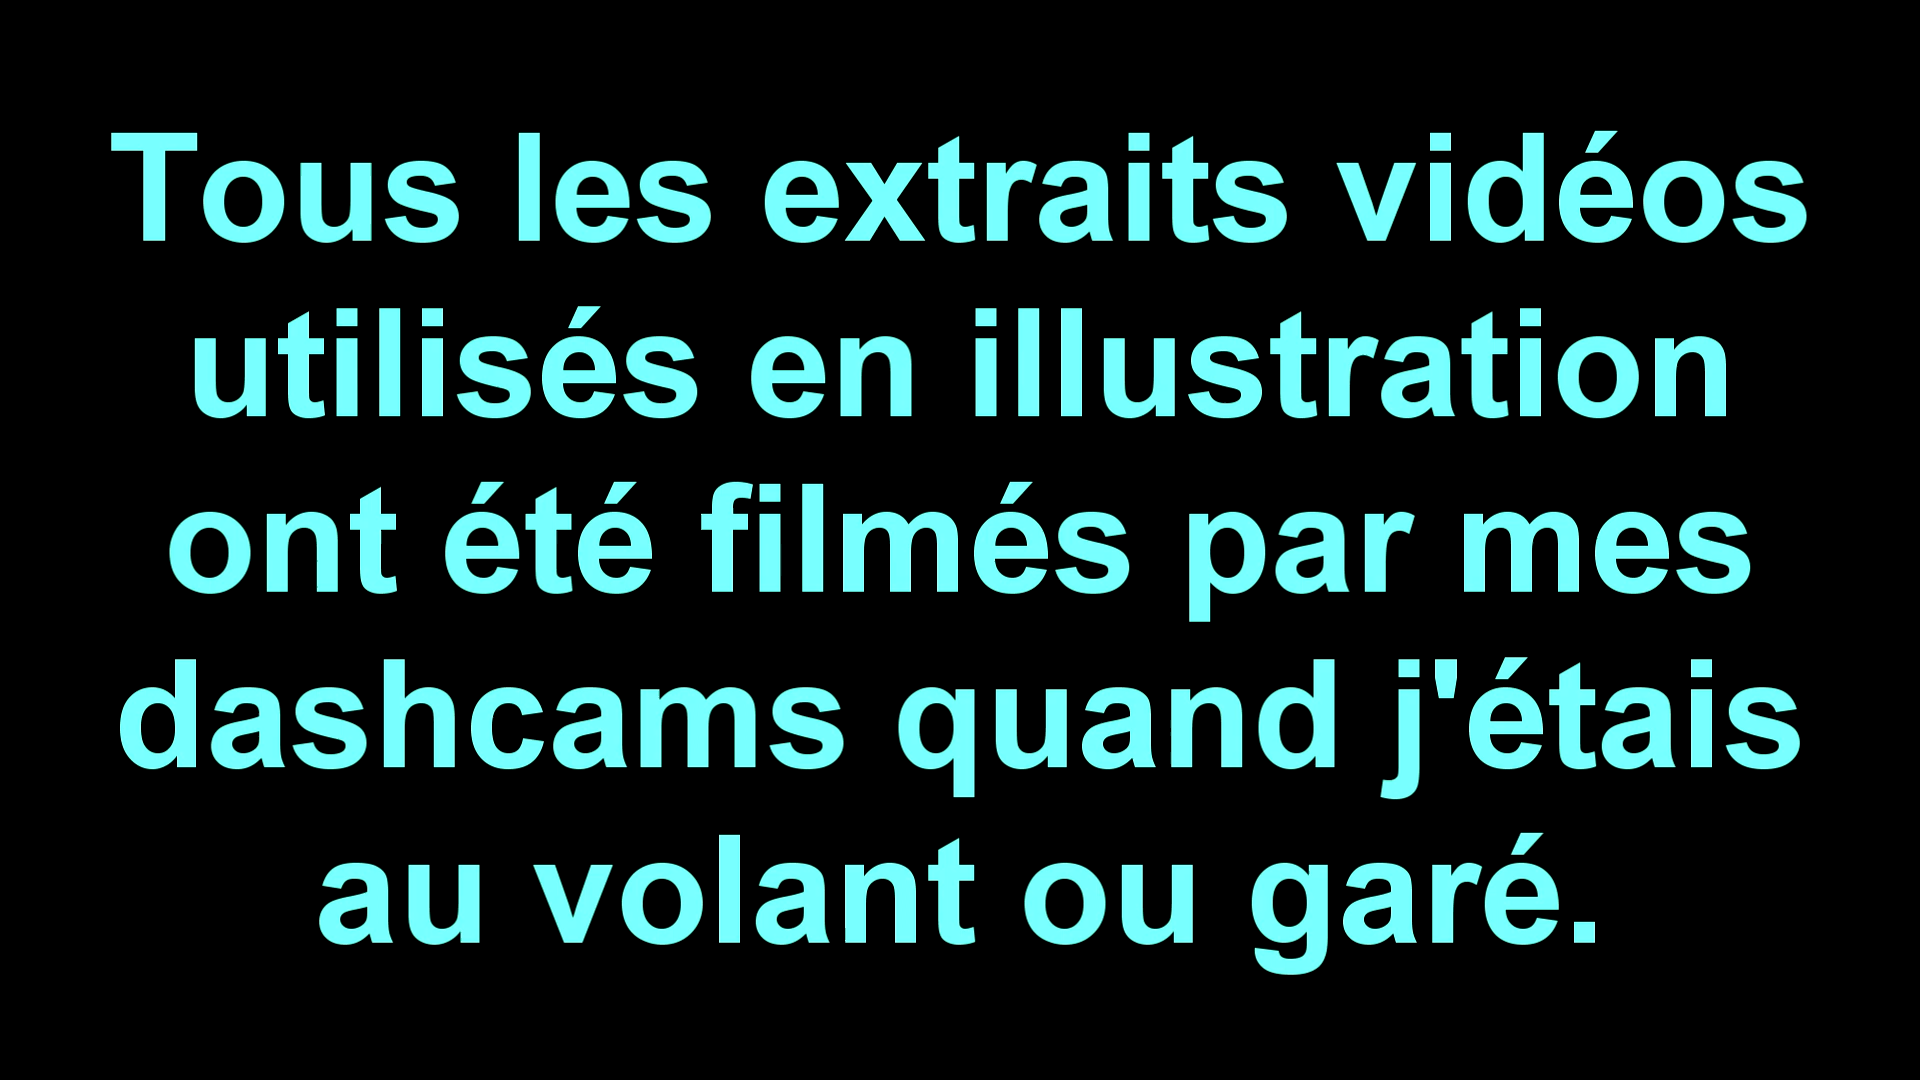 Tous les extraits vidéos
utilisés en illustration
ont été filmés par mes
dashcams quand j'étais
au volant ou garé.